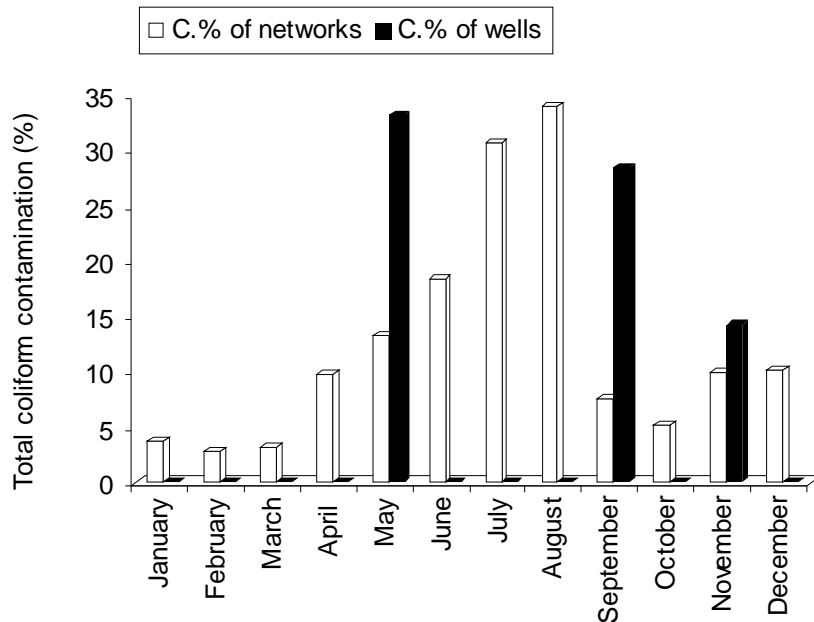 C.% of networks C.% of wells
Total coliform contamination (%)
35
30
25
20
15
10
5
0
January
February
March
April
May
June
July
August
September
October
November
December